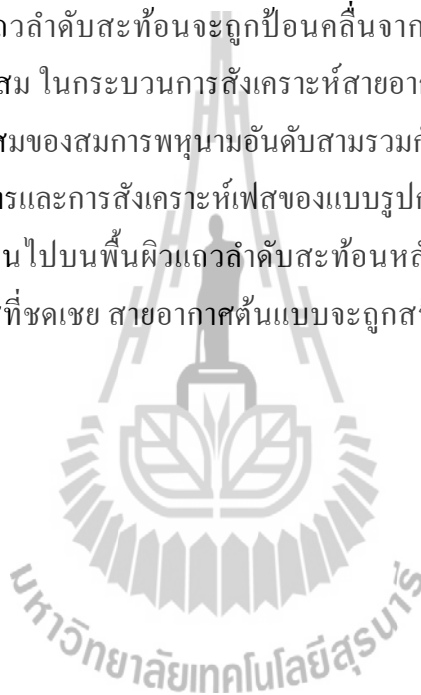 ถวลำดับสะท้อนจะถูกป้อนคลื่นจาก
สม ในกระบวนการสังเคราะห์สายอา
สมของสมการพหุนามอันดับสามรวม
รและการสังเคราะห์เฟสของแบบรูป
นไปบนพื้นผิวแถวลำดับสะท้อนหล
ที่ชดเชย สายอากาศต้นแบบจะถูกสร
มหาวิทยาลัยเทคโนโลยีสุรนารี